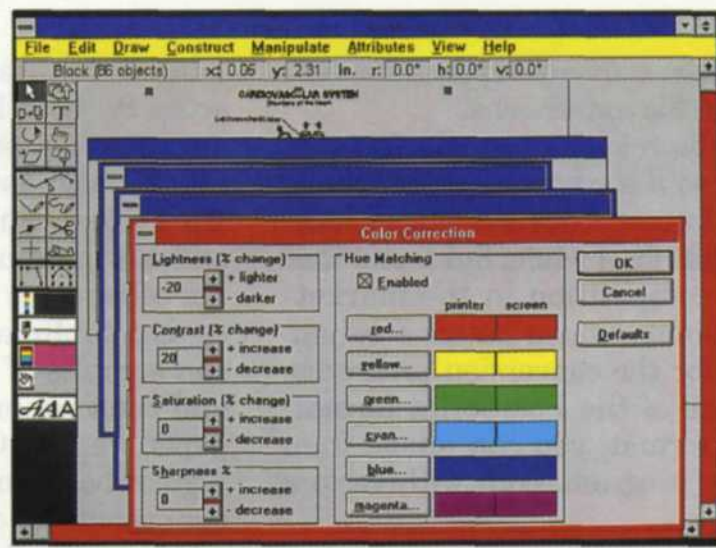 File Edit Draw Construct Manipulate Attributes View Help
Block (86 objects) x: 0.05 y: 2.31 in. r: 0.0° h: 0.0° v: 0.0°
T
CARDIOVASCULAR SYSTEM
Color Correction
Lightness (% change)
-20
+ lighter
- darker
Contrast (% change)
20
+ increase
- decrease
Saturation (% change)
0
+ increase
- decrease
Sharpness %
0
+ increase
- decrease
Hue Matching
Enabled
printer screen
red...
yellow...
green...
cyan...
blue...
magenta...
OK
Cancel
Defaults
AAA